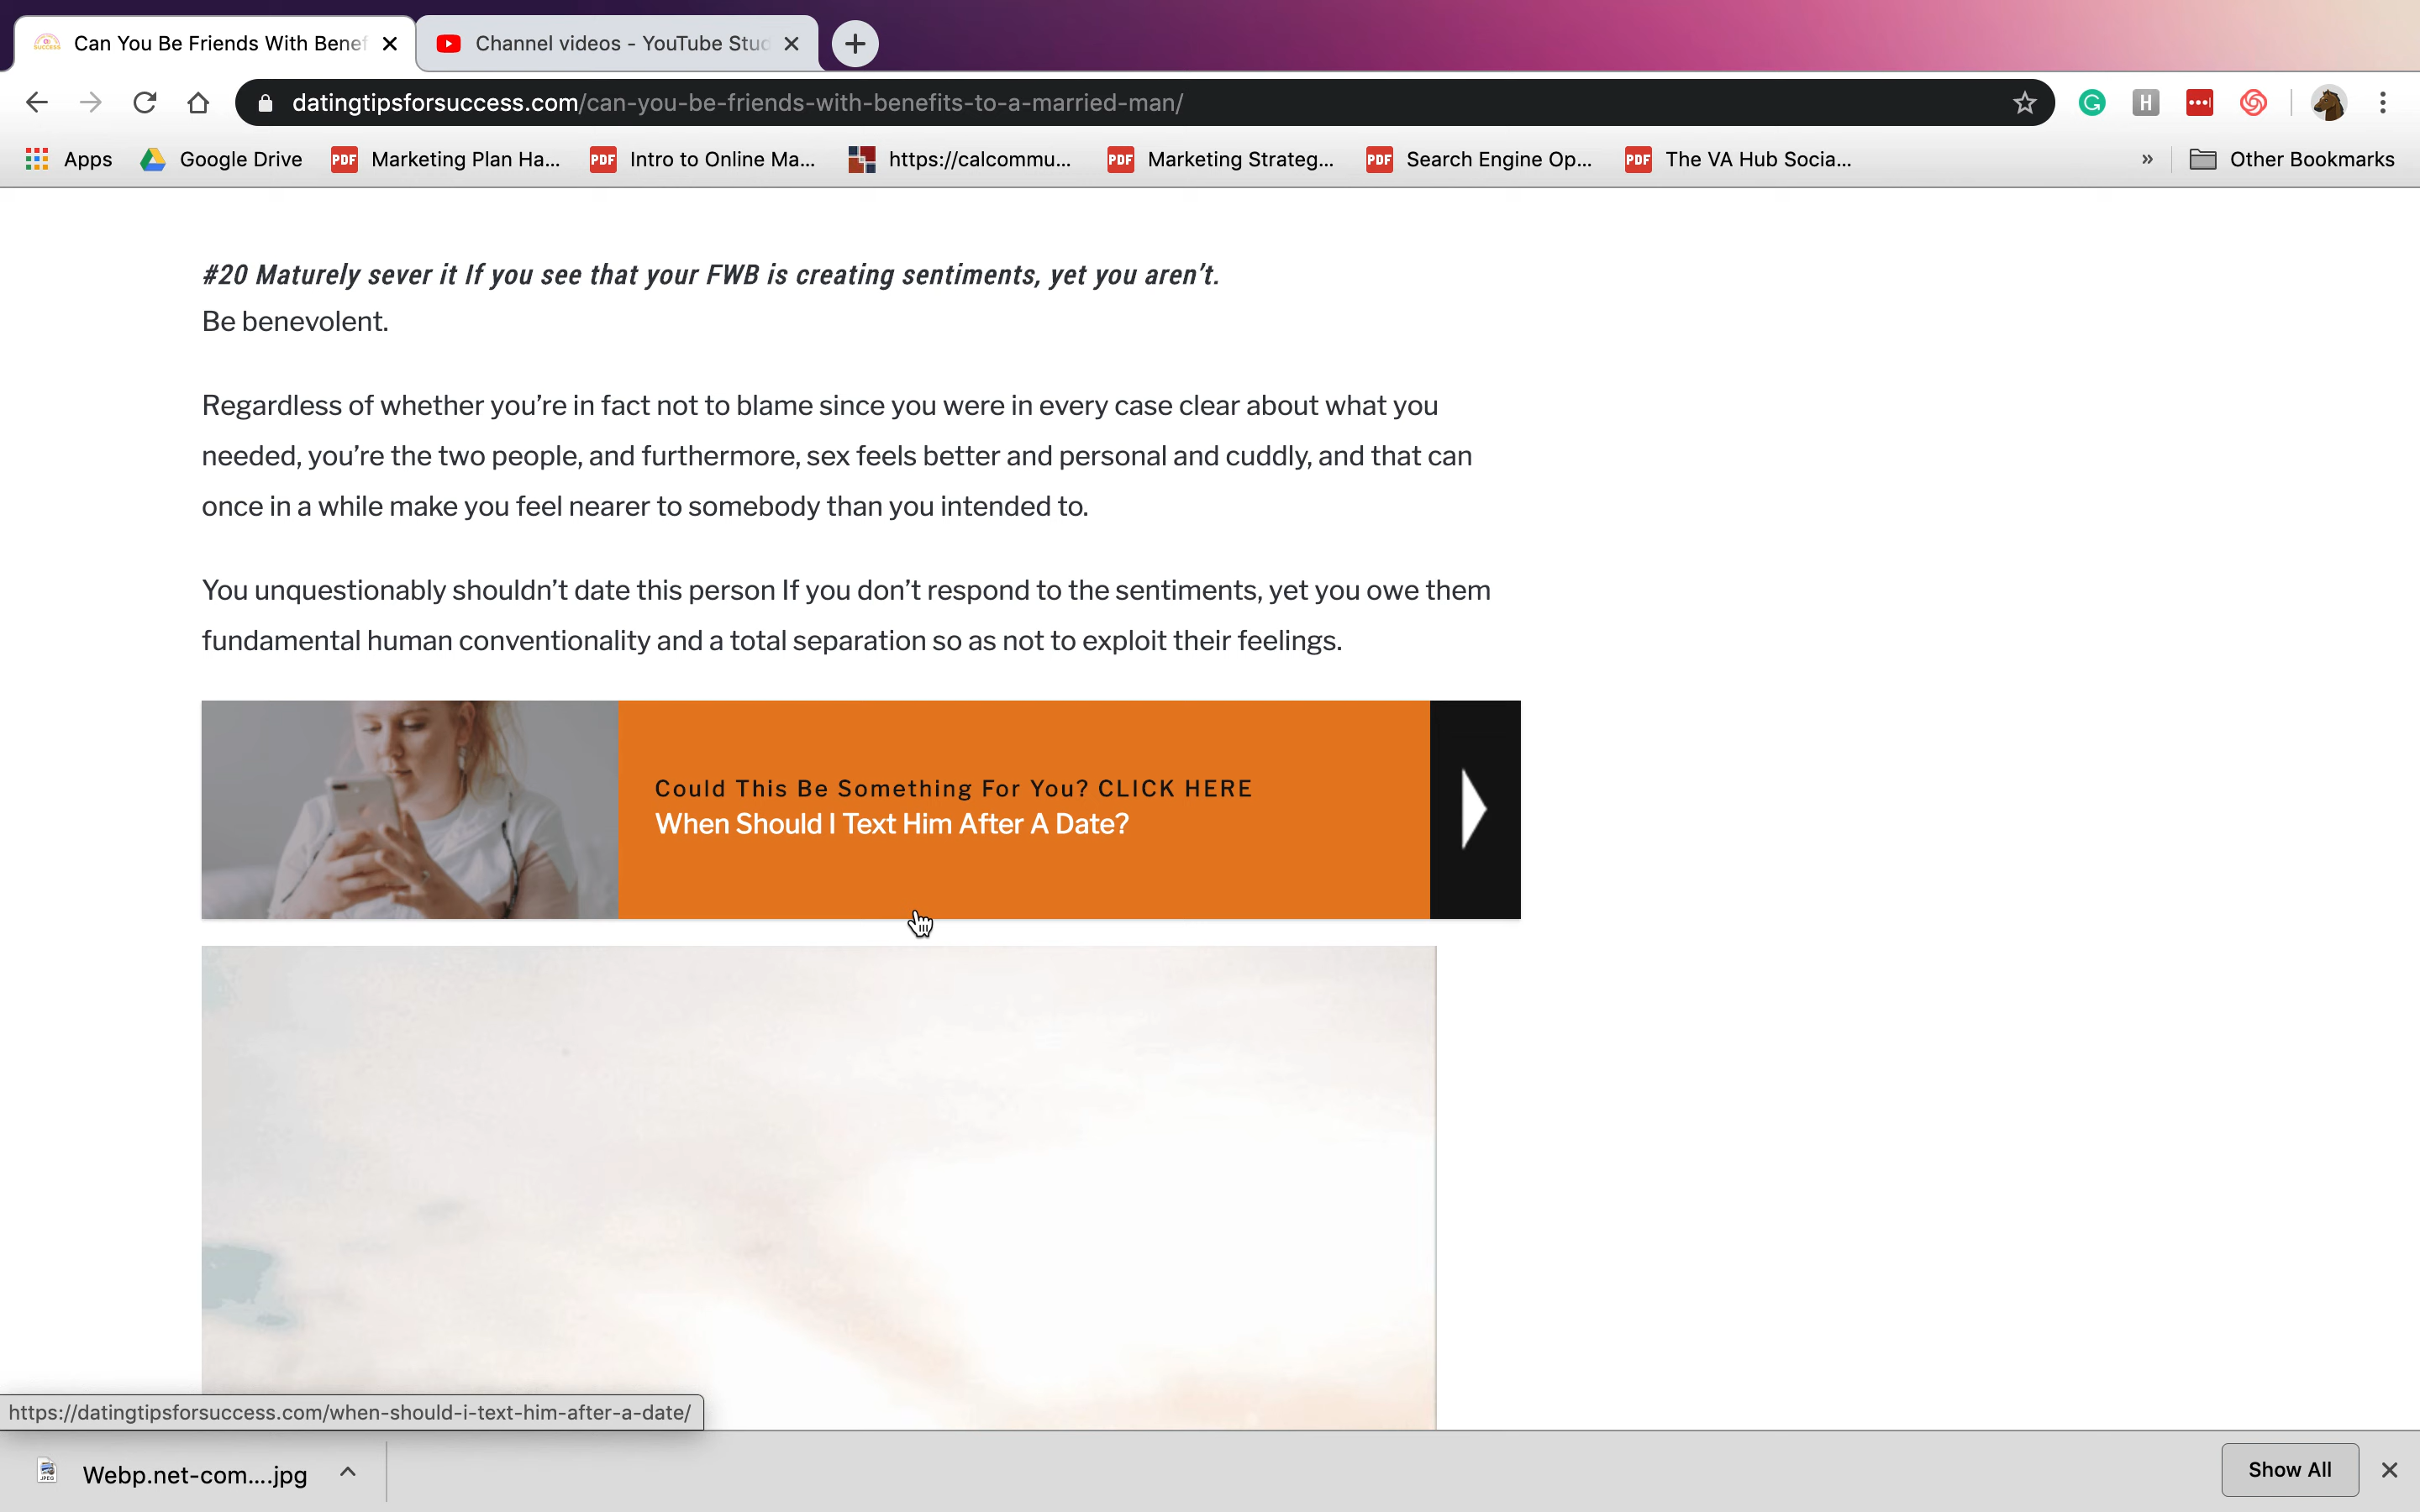 Can You Be Friends With Benef
Channel videos - YouTube Stud
datingtipsforsuccess.com/can-you-be-friends-with-benefits-to-a-married-man/
Apps
Google Drive
PDF Marketing Plan Ha...
PDF Intro to Online Ma...
https://calcommu...
PDF Marketing Strateg...
PDF Search Engine Op...
PDF The VA Hub Socia...
» Other Bookmarks
#20 Maturely sever it If you see that your FWB is creating sentiments, yet you aren’t.
Be benevolent.
Regardless of whether you’re in fact not to blame since you were in every case clear about what you
needed, you’re the two people, and furthermore, sex feels better and personal and cuddly, and that can
once in a while make you feel nearer to somebody than you intended to.
You unquestionably shouldn’t date this person If you don’t respond to the sentiments, yet you owe them
fundamental human conventionality and a total separation so as not to exploit their feelings.
Could This Be Something For You? CLICK HERE
When Should I Text Him After A Date?
https://datingtipsforsuccess.com/when-should-i-text-him-after-a-date/
Webp.net-com....jpg
Show All